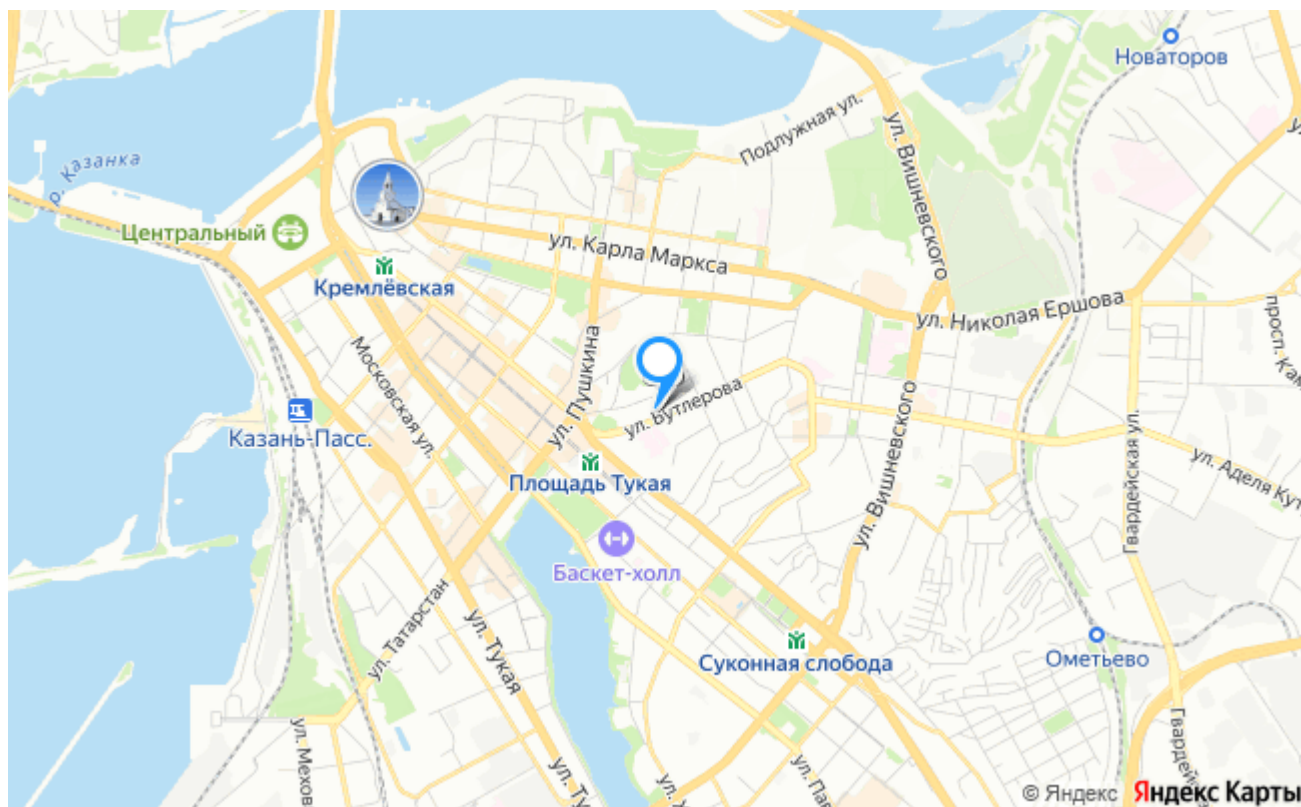 Новаторов
Подлужная ул.
ул. Вишневского
р. Казанка
Центральный
ул. Карла Маркса
Кремлёвская
ул. Николая Ершова
Московская ул.
ул. Пушкина
ул. Бутлерова
Казань-Пасс.
Площадь Тукая
ул. Вишневского
Гвардейская ул.
Баскет-холл
ул. Татарстан
ул. Тукая
Суконная слобода
Ометьево
ул. Тук
© Яндекс Яндекс Карты